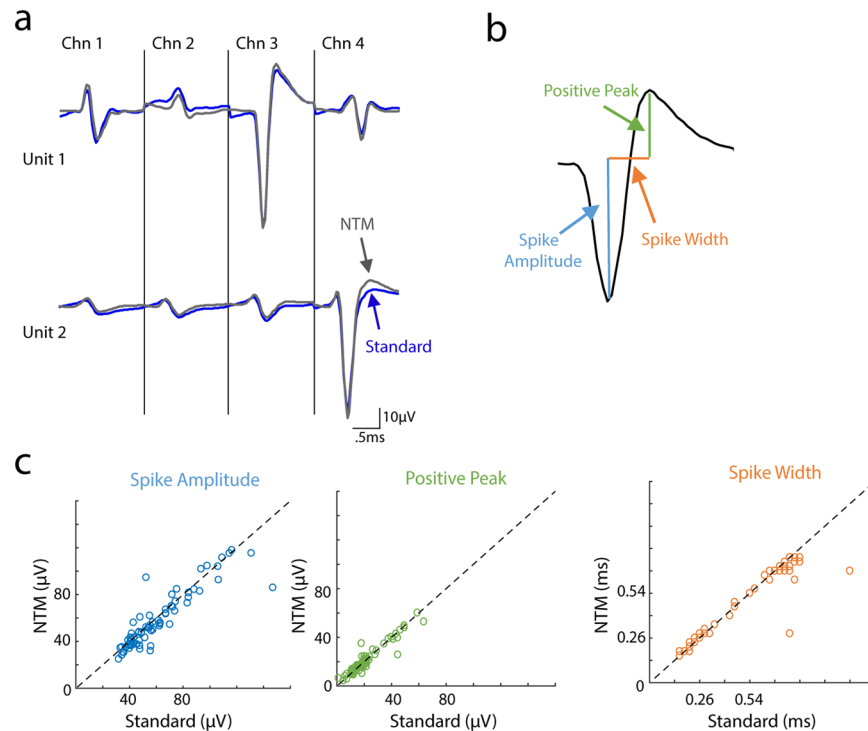 a
Chn 1
Chn 2
Chn 3
Chn 4
Unit 1
NTM
Unit 2
Standard
10μV
.5ms
b
Positive Peak
Spike
Amplitude
Spike Width
c
Spike Amplitude
NTM (μV)
80
40
0
40
80
Standard (μV)
Positive Peak
NTM (μV)
80
40
0
0
40
80
Standard (μV)
Spike Width
NTM (ms)
0.54
0.26
0
0.26
0.54
Standard (ms)